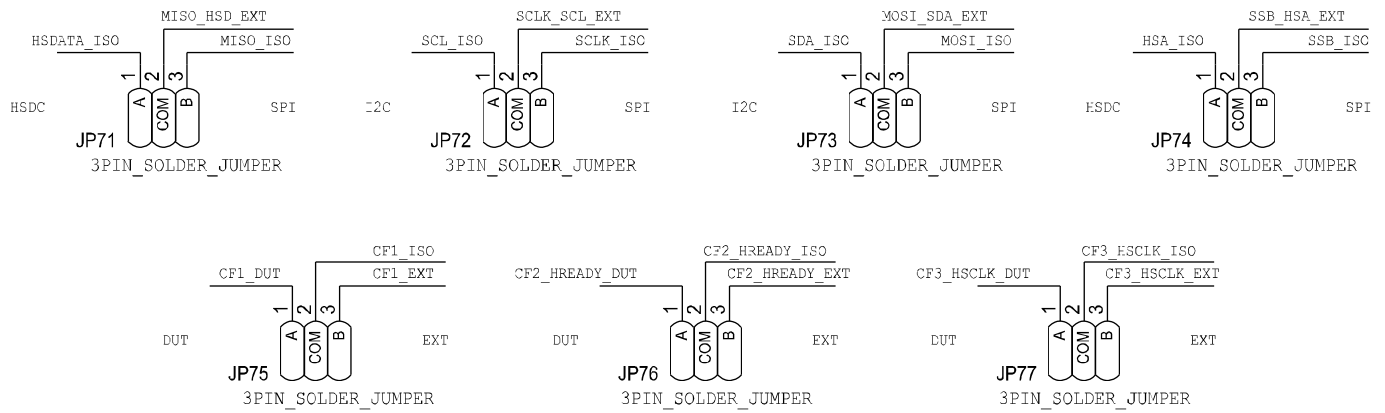 MISO_HSD_EXT
HSDATA_ISO
MISO_ISO
1 2 3
A COM B
HSDC
SPI
JP71
3PIN_SOLDER_JUMPER
SCLK_SCL_EXT
SCL_ISO
SCLK_ISO
1 2 3
A COM B
I2C
SPI
JP72
3PIN_SOLDER_JUMPER
MOSI_SDA_EXT
SDA_ISO
MOSI_ISO
1 2 3
A COM B
I2C
SPI
JP73
3PIN_SOLDER_JUMPER
SSB_HSA_EXT
HSA_ISO
SSB_ISO
1 2 3
A COM B
HSDC
SPI
JP74
3PIN_SOLDER_JUMPER
CF1_ISO
CF1_DUT
CF1_EXT
1 2 3
A COM B
DUT
EXT
JP75
3PIN_SOLDER_JUMPER
CF2_HREADY_ISO
CF2_HREADY_DUT
CF2_HREADY_EXT
1 2 3
A COM B
DUT
EXT
JP76
3PIN_SOLDER_JUMPER
CF3_HSCLK_ISO
CF3_HSCLK_DUT
CF3_HSCLK_EXT
1 2 3
A COM B
DUT
EXT
JP77
3PIN_SOLDER_JUMPER